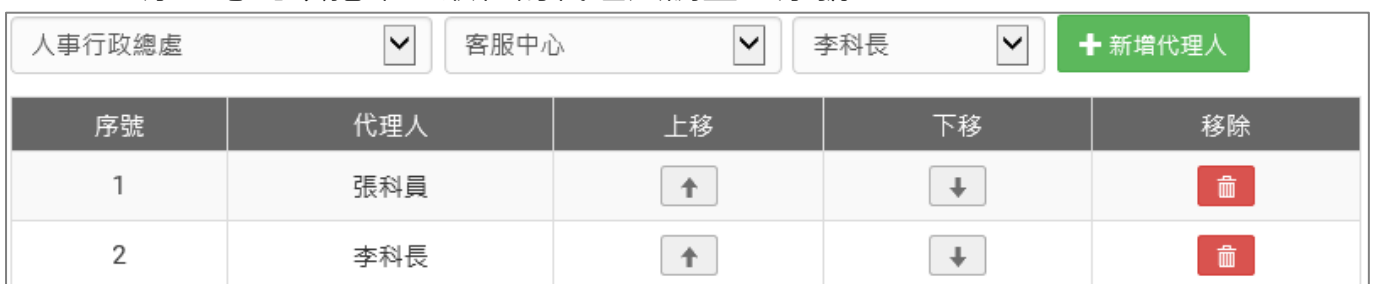 人事行政總處 客服中心 李科長 新增代理人
序號 代理人 上移 下移 移除
1 張科員
2 李科長